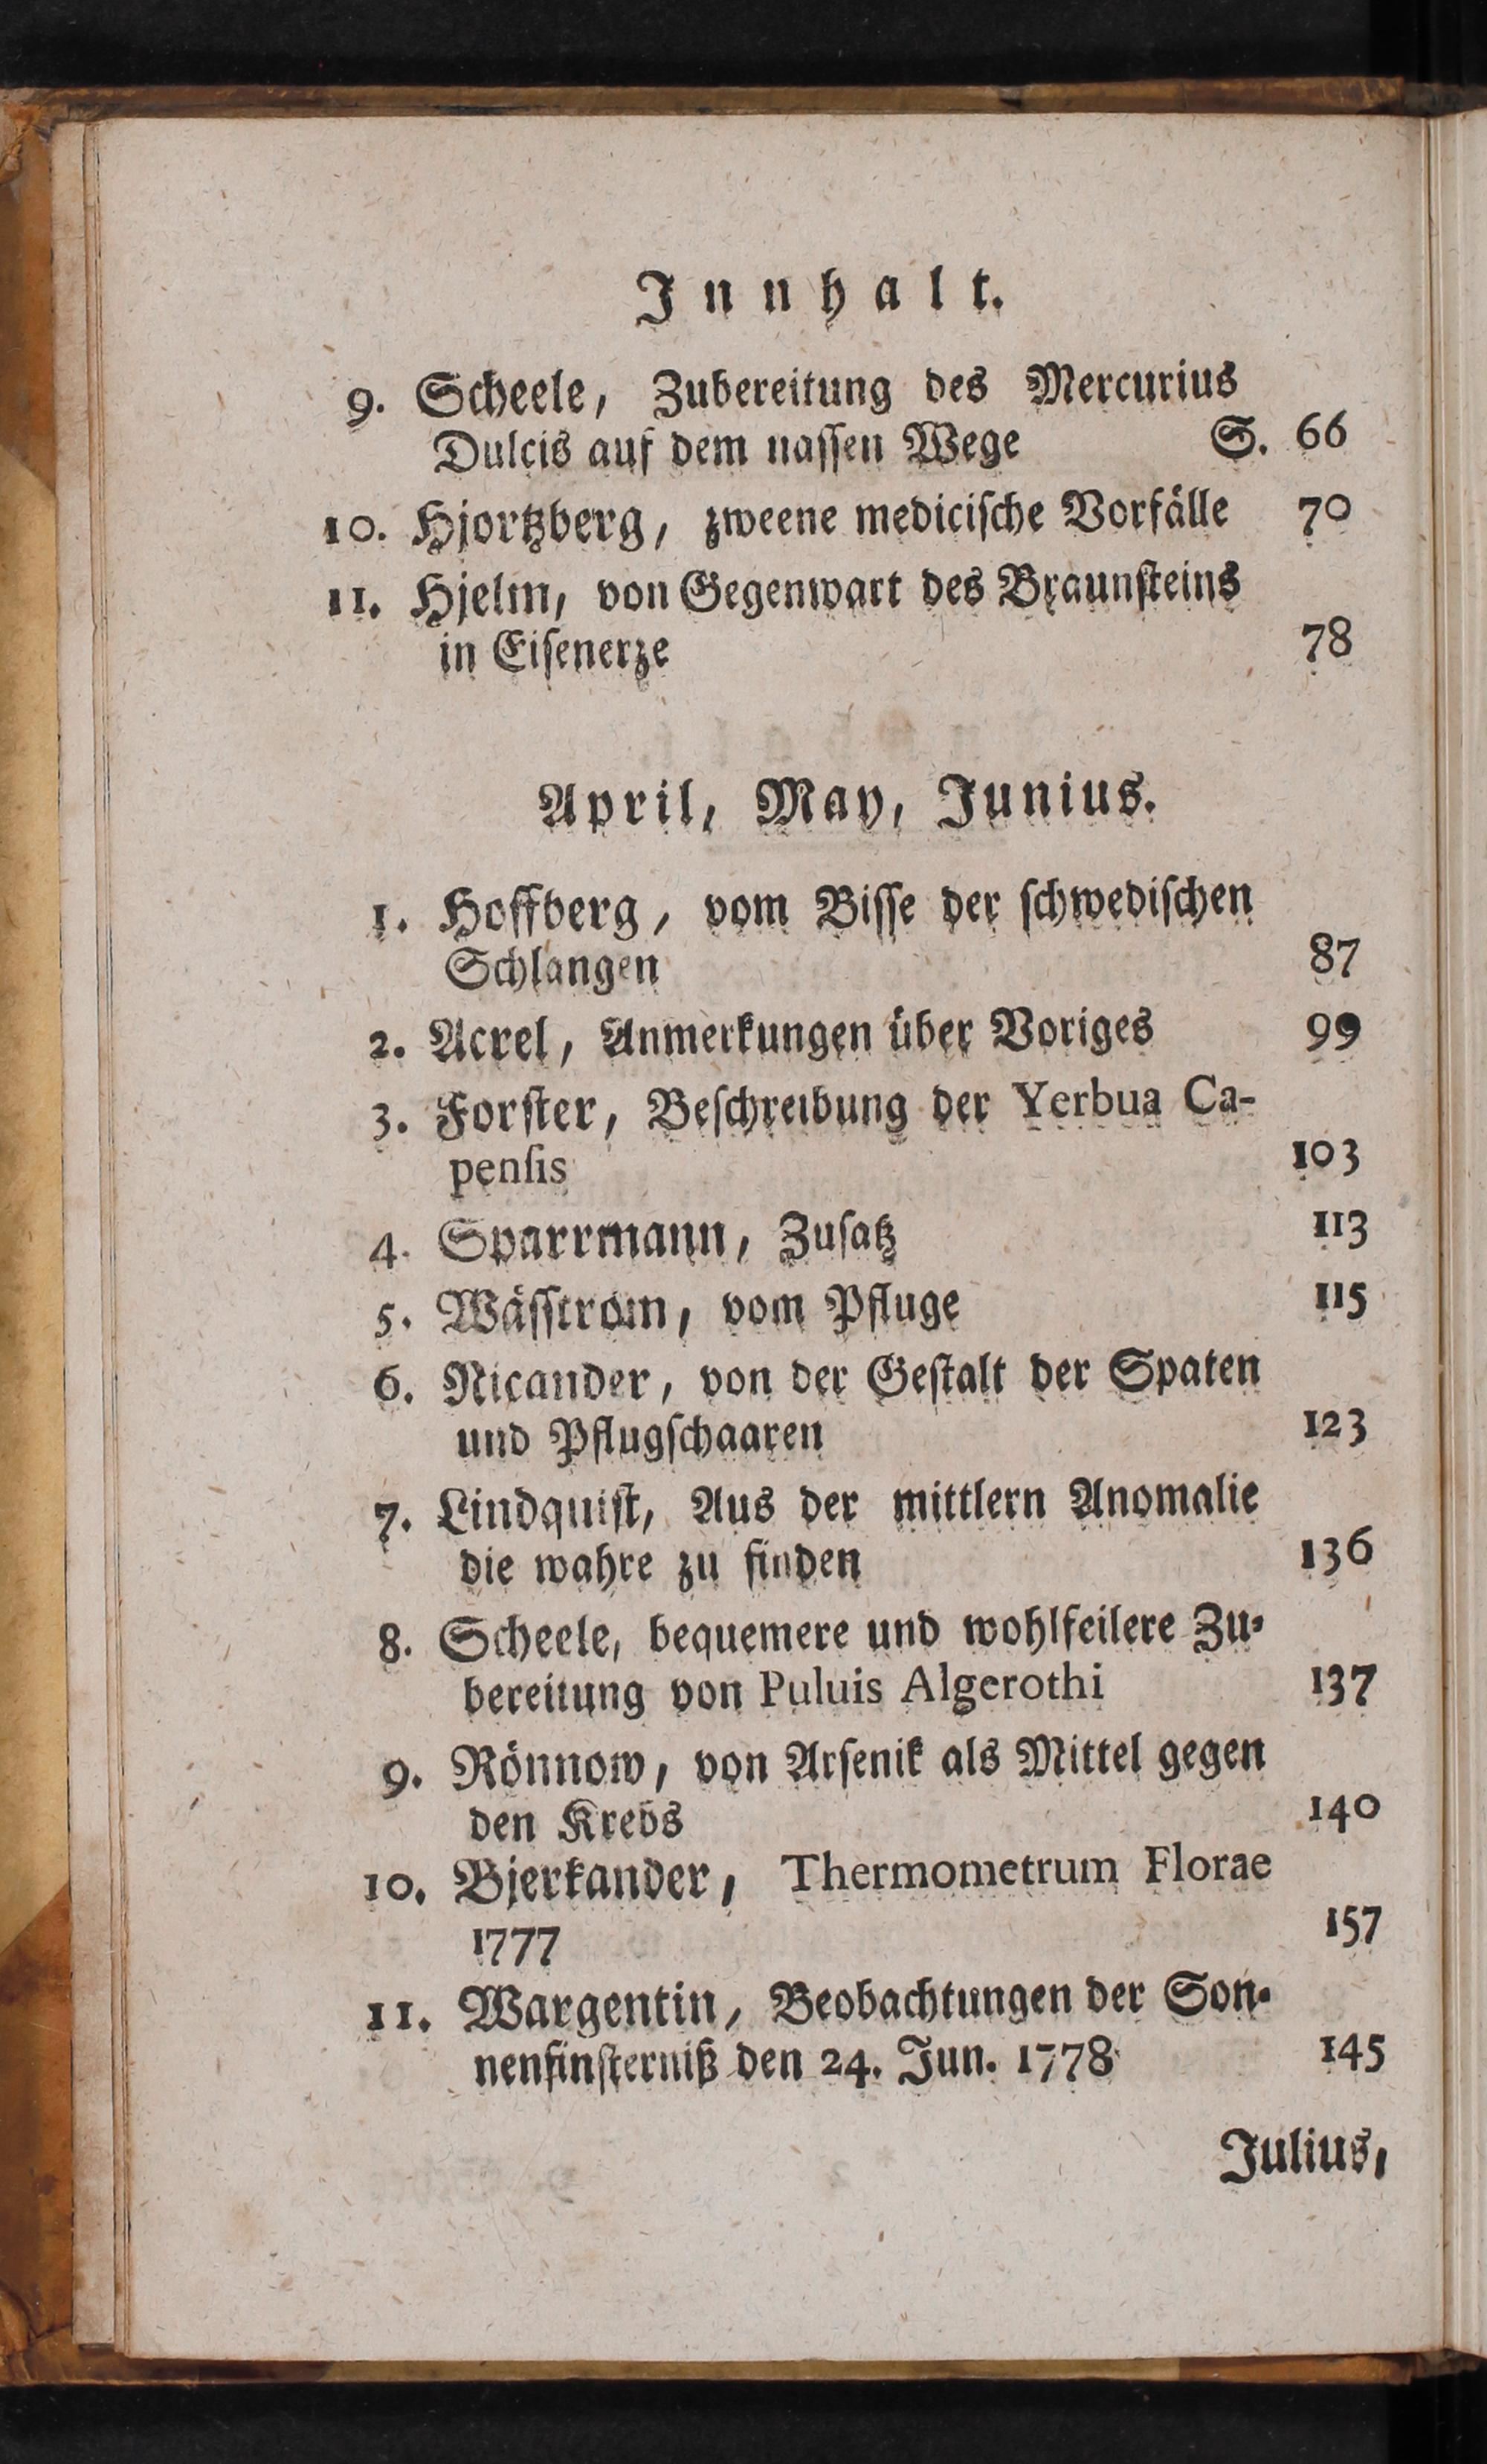 Innhalt.
9. Scheele, Zubereitung des Mercurius
Dulcis auf dem nassen Wege S. 66
10. Hjortzberg, zweene medicische Vorfälle 70
11. Hjelm, von Gegenwart des Braunsteins
in Eisenerze 78
April, May, Junius.
1. Hoffberg, vom Bisse der schwedischen
Schlangen 87
2. Acrel, Anmerkungen über Voriges 99
3. Forster, Beschreibung der Yerbua Ca-
pensis 103
4. Sparrmann, Zusatz 113
5. Wässtrom, vom Pfluge 115
6. Nicander, von der Gestalt der Spaten
und Pflugschaaren 123
7. Lindquist, Aus der mittlern Anomalie
die wahre zu finden 136
8. Scheele, bequemere und wohlfeilere Zu-
bereitung von Puluis Algerothi 137
9. Rönnow, von Arsenik als Mittel gegen
den Krebs 140
10. Bjerkander, Thermometrum Florae
1777 157
11. Wargentin, Beobachtungen der Son-
nenfinsterniß den 24. Jun. 1778 145
Julius,